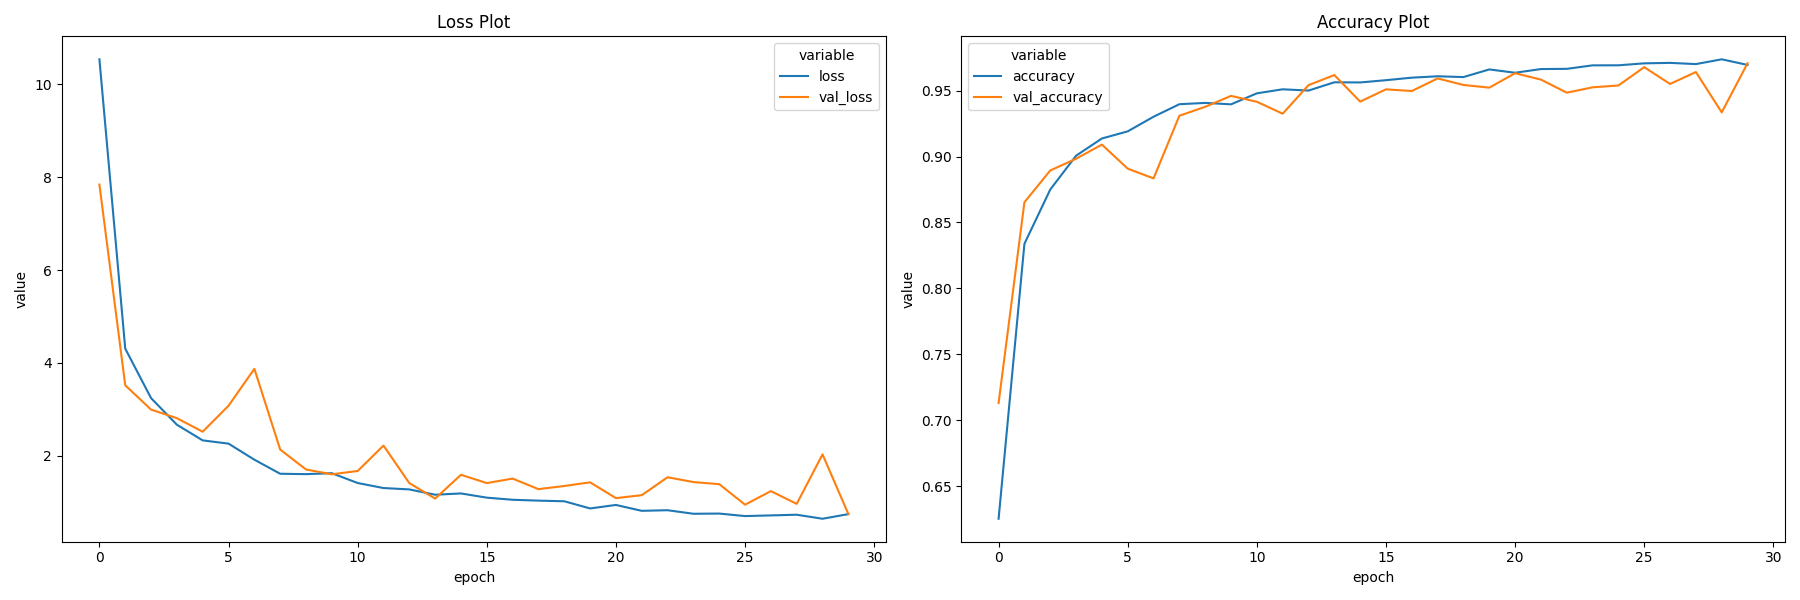 Loss Plot
variable
loss
val_loss
value
10
8
6
4
2
0
5
10
15
20
25
30
epoch
Accuracy Plot
variable
accuracy
val_accuracy
value
0.95
0.90
0.85
0.80
0.75
0.70
0.65
0
5
10
15
20
25
30
epoch